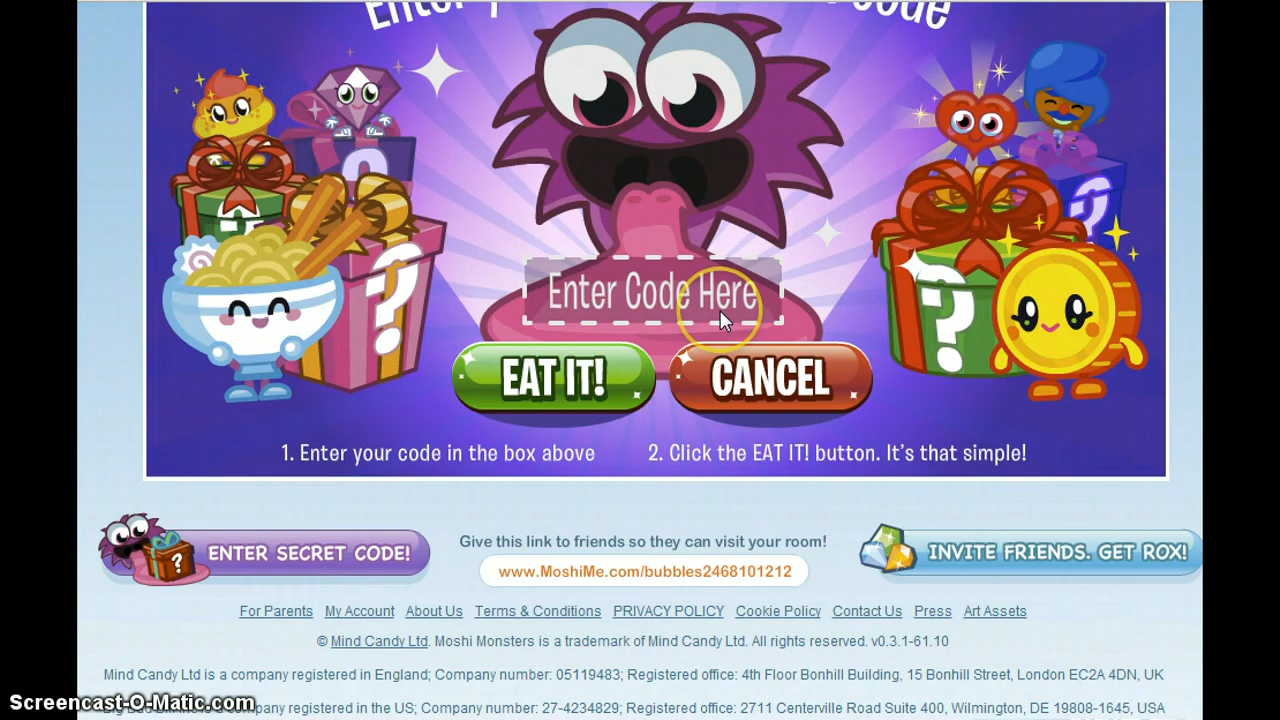 Enter
Code
Enter Code Here
EAT IT!
CANCEL
1. Enter your code in the box above
2. Click the EAT IT! button. It's that simple!
ENTER SECRET CODE!
Give this link to friends so they can visit your room!
www.MoshiMe.com/bubbles2468101212
INVITE FRIENDS. GET ROX!
For Parents My Account About Us Terms & Conditions PRIVACY POLICY Cookie Policy Contact Us Press Art Assets
© Mind Candy Ltd. Moshi Monsters is a trademark of Mind Candy Ltd. All rights reserved. v0.3.1-61.10
Mind Candy Ltd is a company registered in England; Company number: 05119483; Registered office: 4th Floor Bonhill Building, 15 Bonhill Street, London EC2A 4DN, UK
company registered in the US; Company number: 27-4234829; Registered office: 2711 Centerville Road Suite 400, Wilmington, DE 19808-1645, USA
Screencast-O-Matic.com